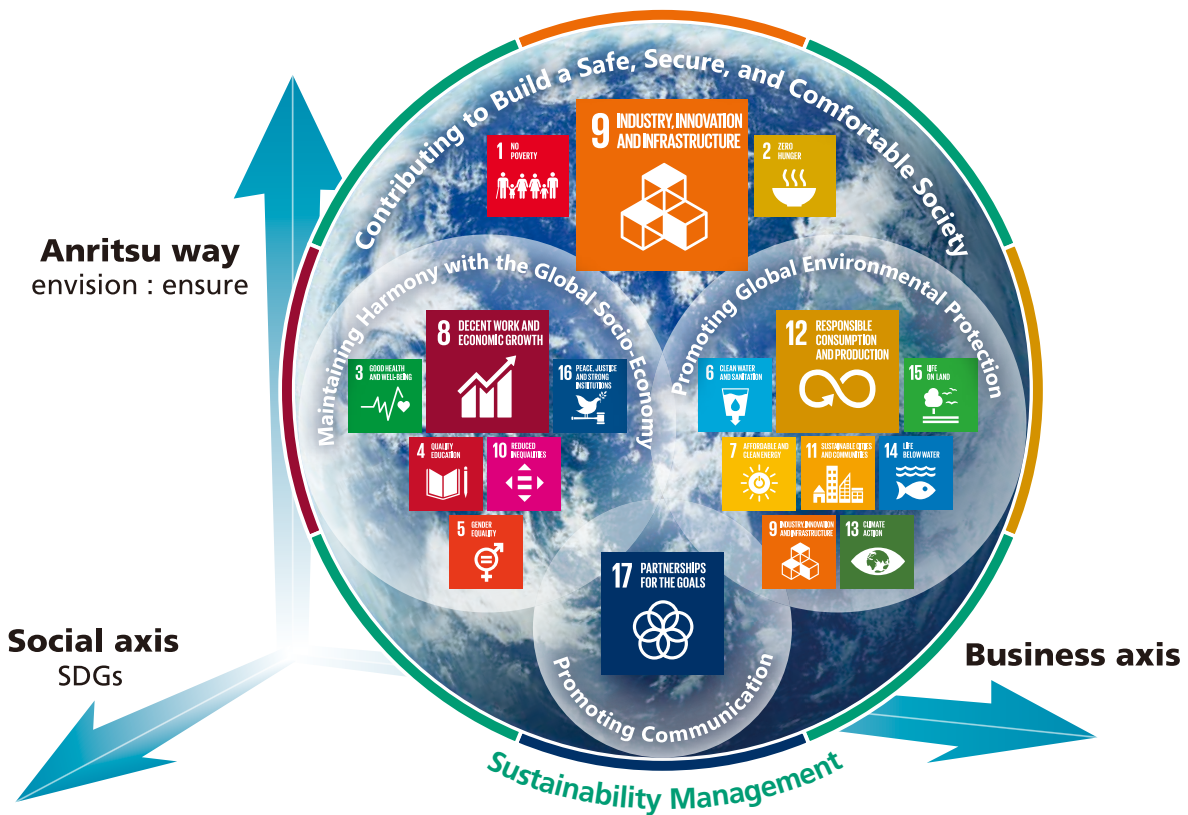 Contributing to Build a Safe, Secure, and Comfortable Society
1 NO
POVERTY
9 INDUSTRY, INNOVATION
AND INFRASTRUCTURE
2 ZERO
HUNGER
Anritsu way
envision : ensure
Maintaining Harmony with the Global Socio-Economy
8 DECENT WORK AND
ECONOMIC GROWTH
3 GOOD HEALTH
AND WELL-BEING
16 PEACE, JUSTICE
AND STRONG
INSTITUTIONS
4 QUALITY
EDUCATION
10 REDUCED
INEQUALITIES
5 GENDER
EQUALITY
Promoting Global Environmental Protection
12 RESPONSIBLE
CONSUMPTION
AND PRODUCTION
6 CLEAN WATER
AND SANITATION
15 LIFE
ON LAND
7 AFFORDABLE AND
CLEAN ENERGY
11 SUSTAINABLE CITIES
AND COMMUNITIES
14 LIFE
BELOW WATER
9 INDUSTRY, INNOVATION
AND INFRASTRUCTURE
13 CLIMATE
ACTION
17 PARTNERSHIPS
FOR THE GOALS
Promoting Communication
Social axis
SDGs
Business axis
Sustainability Management